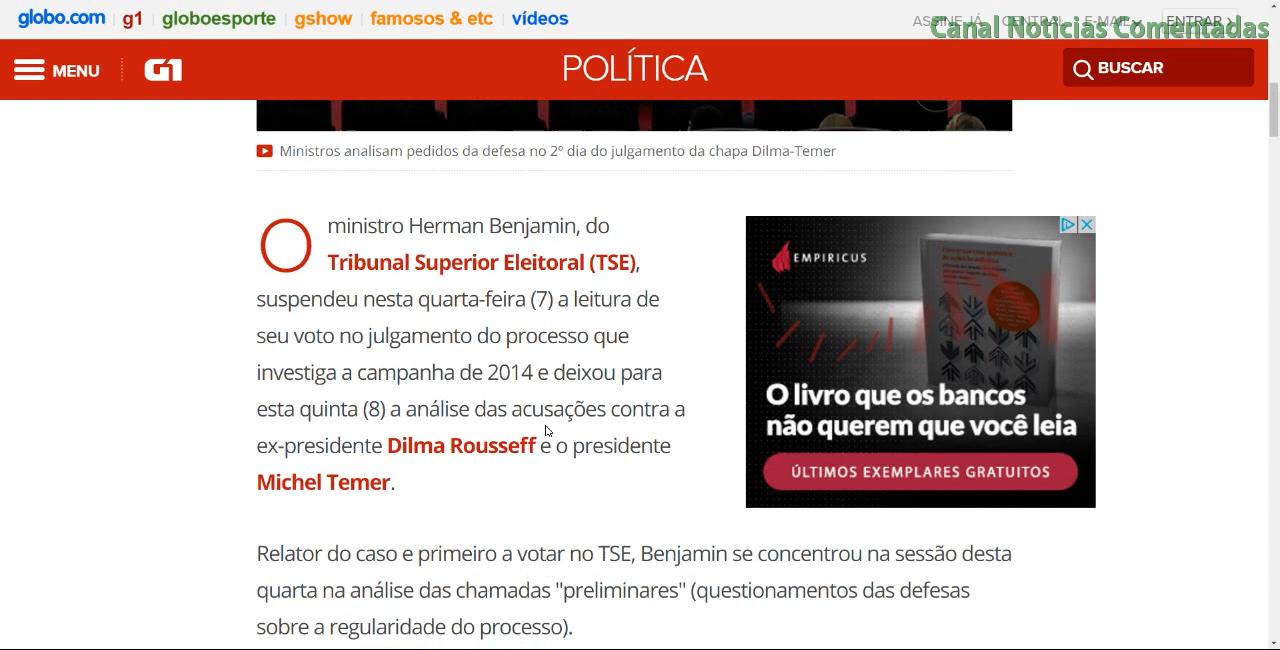 globo.com g1 globoesporte gshow famosos & etc vídeos
ASSINE JÁ CENTRAL E-MAIL ENTRAR ›
Canal Noticias Comentadas
MENU G1 POLÍTICA BUSCAR
Ministros analisam pedidos da defesa no 2º dia do julgamento da chapa Dilma-Temer
O ministro Herman Benjamin, do
Tribunal Superior Eleitoral (TSE),
suspendeu nesta quarta-feira (7) a leitura de
seu voto no julgamento do processo que
investiga a campanha de 2014 e deixou para
esta quinta (8) a análise das acusações contra a
ex-presidente Dilma Rousseff e o presidente
Michel Temer.
EMPIRICUS
O livro que os bancos
não querem que você leia
ÚLTIMOS EXEMPLARES GRATUITOS
Relator do caso e primeiro a votar no TSE, Benjamin se concentrou na sessão desta
quarta na análise das chamadas "preliminares" (questionamentos das defesas
sobre a regularidade do processo).